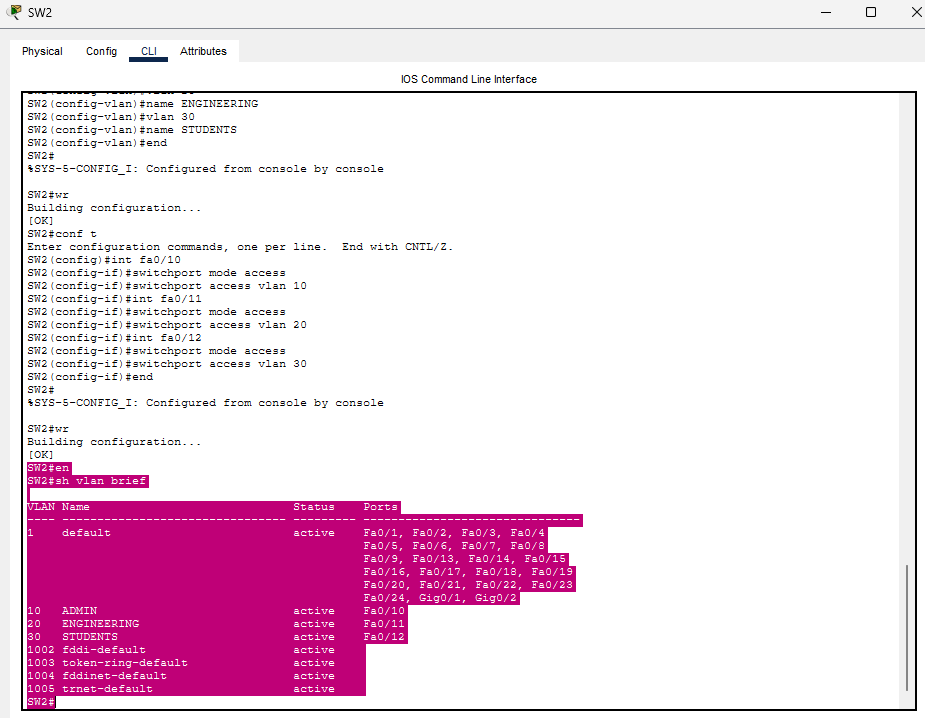 SW2
Physical Config CLI Attributes
IOS Command Line Interface
SW2(config-vlan)#name ENGINEERING
SW2(config-vlan)#vlan 30
SW2(config-vlan)#name STUDENTS
SW2(config-vlan)#end
SW2#
%SYS-5-CONFIG_I: Configured from console by console
SW2#wr
Building configuration...
[OK]
SW2#conf t
Enter configuration commands, one per line.  End with CNTL/Z.
SW2(config)#int fa0/10
SW2(config-if)#switchport mode access
SW2(config-if)#switchport access vlan 10
SW2(config-if)#int fa0/11
SW2(config-if)#switchport mode access
SW2(config-if)#switchport access vlan 20
SW2(config-if)#int fa0/12
SW2(config-if)#switchport mode access
SW2(config-if)#switchport access vlan 30
SW2(config-if)#end
SW2#
%SYS-5-CONFIG_I: Configured from console by console
SW2#wr
Building configuration...
[OK]
SW2#en
SW2#sh vlan brief
VLAN Name                             Status    Ports
---- -------------------------------- --------- -------------------------------
1    default                          active    Fa0/1, Fa0/2, Fa0/3, Fa0/4
                                                Fa0/5, Fa0/6, Fa0/7, Fa0/8
                                                Fa0/9, Fa0/13, Fa0/14, Fa0/15
                                                Fa0/16, Fa0/17, Fa0/18, Fa0/19
                                                Fa0/20, Fa0/21, Fa0/22, Fa0/23
                                                Fa0/24, Gig0/1, Gig0/2
10   ADMIN                            active    Fa0/10
20   ENGINEERING                      active    Fa0/11
30   STUDENTS                         active    Fa0/12
1002 fddi-default                     active
1003 token-ring-default               active
1004 fddinet-default                  active
1005 trnet-default                    active
SW2#